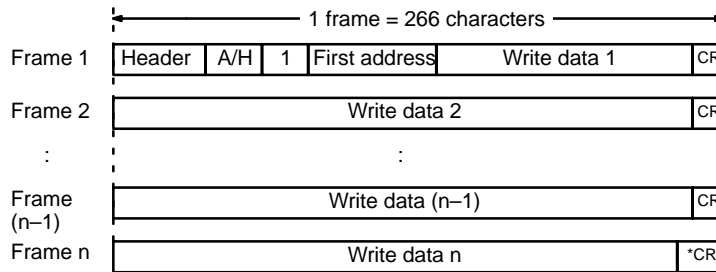 1 frame = 266 characters
Frame 1 Header A/H 1 First address Write data 1 CR
Frame 2 Write data 2 CR
: :
Frame (n–1) Write data (n–1) CR
Frame n Write data n *CR